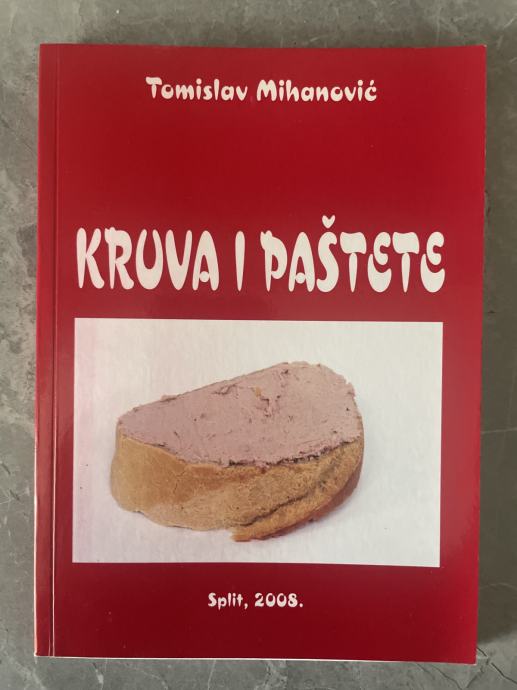 Tomislav Mihanović
KRUVA I PAŠTETE
Split, 2008.